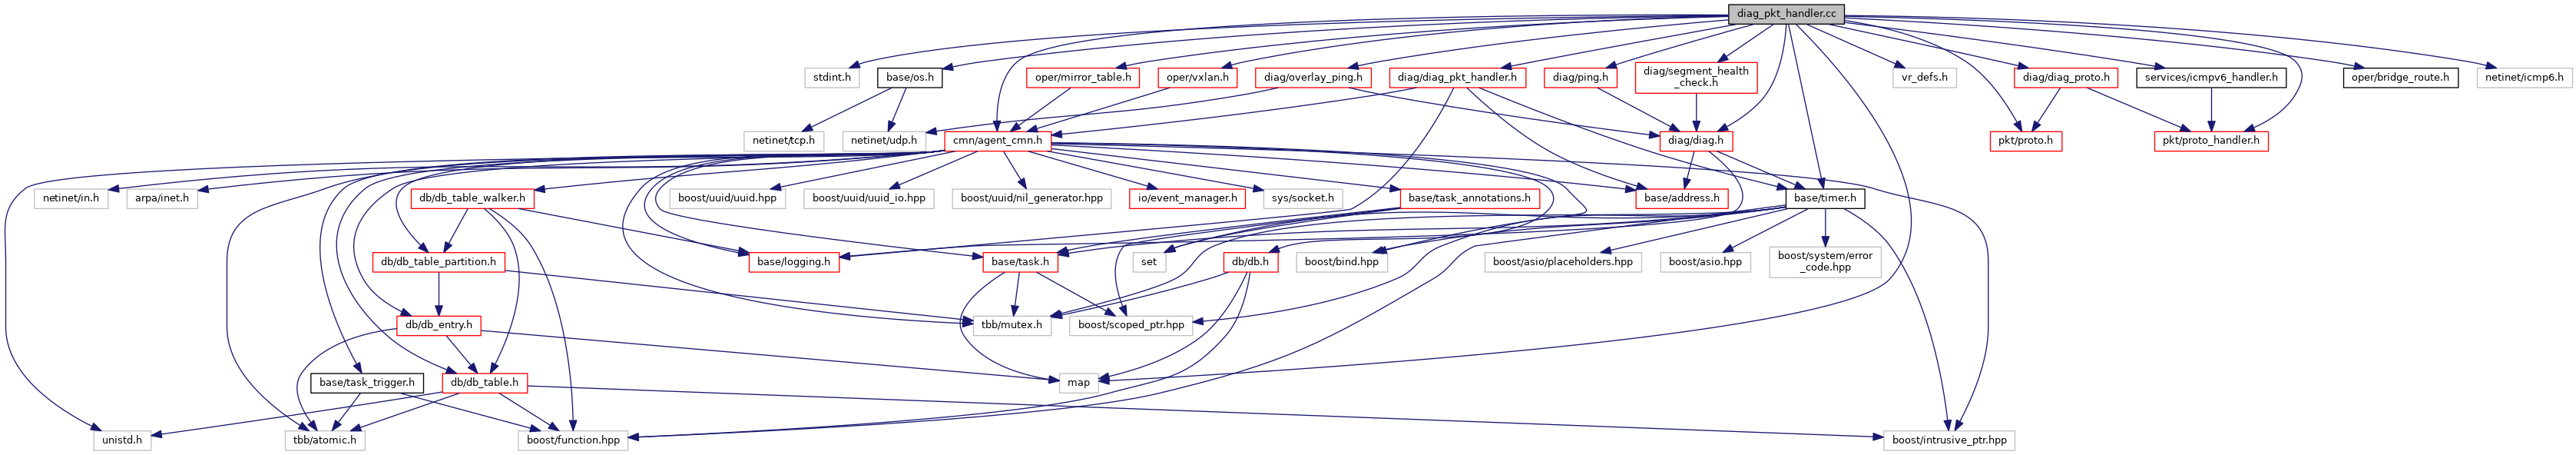 diag_pkt_handler.cc
stdint.h
base/os.h
oper/mirror_table.h
oper/vxlan.h
diag/overlay_ping.h
diag/diag_pkt_handler.h
diag/ping.h
diag/segment_health
_check.h
vr_defs.h
diag/diag_proto.h
services/icmpv6_handler.h
oper/bridge_route.h
netinet/icmp6.h
netinet/tcp.h
netinet/udp.h
cmn/agent_cmn.h
diag/diag.h
pkt/proto.h
pkt/proto_handler.h
netinet/in.h
arpa/inet.h
db/db_table_walker.h
boost/uuid/uuid.hpp
boost/uuid/uuid_io.hpp
boost/uuid/nil_generator.hpp
io/event_manager.h
sys/socket.h
base/task_annotations.h
base/address.h
base/timer.h
db/db_table_partition.h
base/logging.h
base/task.h
set
db/db.h
boost/bind.hpp
boost/asio/placeholders.hpp
boost/asio.hpp
boost/system/error
_code.hpp
db/db_entry.h
tbb/mutex.h
boost/scoped_ptr.hpp
base/task_trigger.h
db/db_table.h
map
unistd.h
tbb/atomic.h
boost/function.hpp
boost/intrusive_ptr.hpp